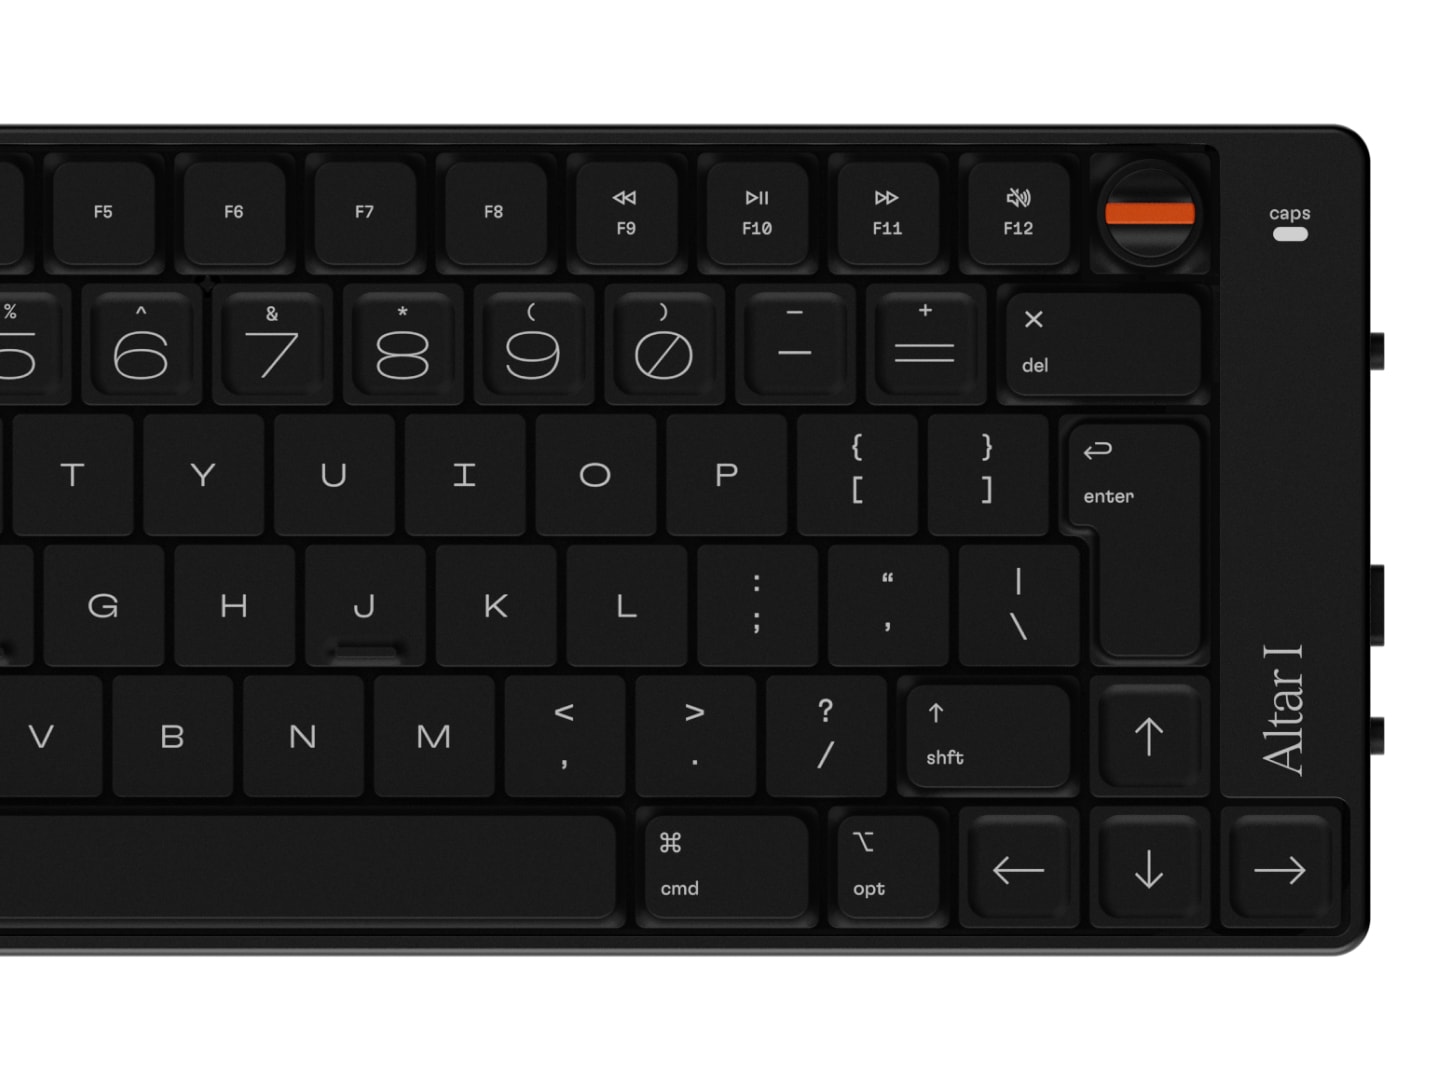 F5 F6 F7 F8 F9 F10 F11 F12 caps
% ^ & * ( ) – +
5 6 7 8 9 0 – = del
T Y U I O P { [ } ] enter
G H J K L : ; “ , | \
V B N M < , > . ? / shft
cmd opt
Altar I